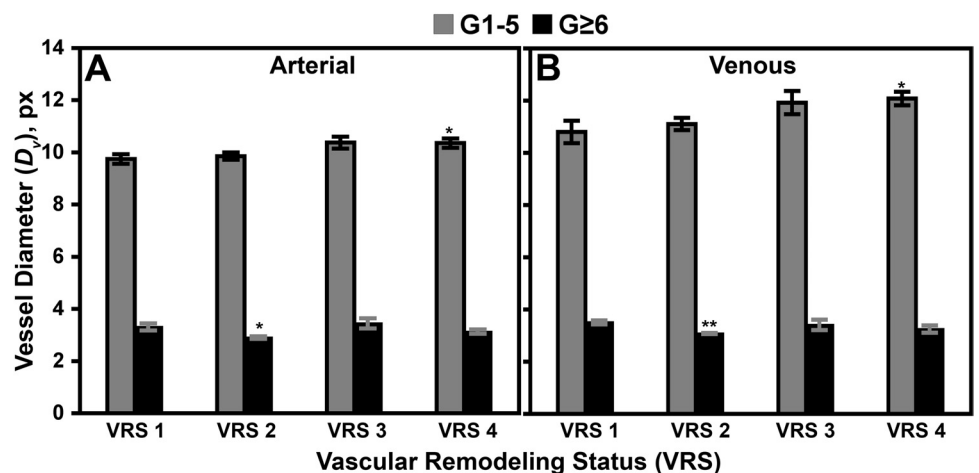 G1-5 G≥6
A Arterial
B Venous
14
12
10
8
6
4
2
0
Vessel Diameter (Dv), px
*
*
*
**
VRS 1 VRS 2 VRS 3 VRS 4
VRS 1 VRS 2 VRS 3 VRS 4
Vascular Remodeling Status (VRS)